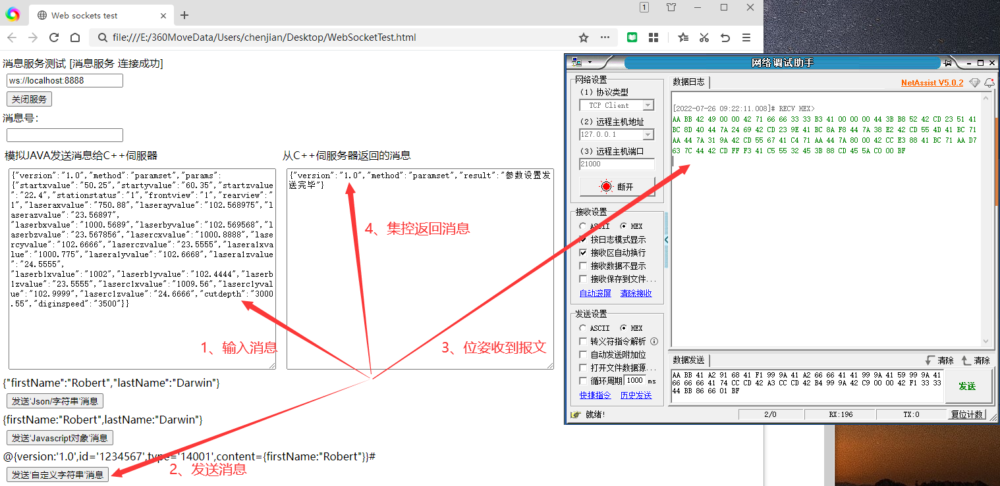 Web sockets test
1
file:///E:/360MoveData/Users/chenjian/Desktop/WebSocketTest.html
消息服务测试 [消息服务 连接成功]
ws://localhost:8888
关闭服务
消息号：
模拟JAVA发送消息给C++伺服器
{"version":"1.0","method":"paramset","params":
{"startxvalue":"50.25","startyvalue":"60.35","startzvalue
":"22.4","stationstatus":"1","frontview":"1","rearview":"
1","laseraxvalue":"750.88","laserayvalue":"102.568975","l
aserazvalue":"23.56897",
"laserbxvalue":"1000.5689","laserbyvalue":"102.569568","l
aserbzvalue":"23.567856","lasercxvalue":"1000.8888","lase
rcyvalue":"102.6666","laserczvalue":"23.5555","lasera1xva
lue":"1000.775","lasera1yvalue":"102.6668","lasera1zvalue
":"24.5555",
"laserb1xvalue":"1002","laserb1yvalue":"102.4444","laserb
1zvalue":"23.5555","laserc1xvalue":"1009.56","laserc1yval
ue":"102.9999","laserc1zvalue":"24.6666","cutdepth":"3000
.55","diginspeed":"3500"}}
1、输入消息
从C++伺服务器返回的消息
{"version":"1.0","method":"paramset","result":"参数设置发
送完毕"}
4、集控返回消息
3、位姿收到报文
{"firstName":"Robert","lastName":"Darwin"}
发送'Json/字符串'消息
{firstName:"Robert",lastName:"Darwin"}
发送'Javascript对象'消息
@{version:'1.0',id='1234567',type='14001',content={firstName:"Robert"}}#
发送'自定义字符串'消息
2、发送消息
网络调试助手
网络设置
（1）协议类型
TCP Client
（2）远程主机地址
127.0.0.1
（3）远程主机端口
21000
断开
接收设置
ASCII HEX
按日志模式显示
接收区自动换行
接收数据不显示
接收保存到文件...
自动滚屏 清除接收
发送设置
ASCII HEX
转义符指令解析
自动发送附加位
打开文件数据源...
循环周期 1000 ms
快捷指令 历史发送
数据日志
NetAssist V5.0.2
[2022-07-26 09:22:11.008]# RECV HEX>
AA BB 42 49 00 00 42 71 66 66 33 33 B3 41 00 00 00 44 3B B8 52 42 CD 23 51 41
BC 8D 40 44 7A 24 69 42 CD 23 9E 41 BC 8A F8 44 7A 38 E2 42 CD 55 4D 41 BC 71
AA 44 7A 31 9A 42 CD 55 67 41 C4 71 AA 44 7A 80 00 42 CC E3 88 41 BC 71 AA D7
63 7C 44 42 CD FF F3 41 C5 55 32 45 3B 88 CD 45 5A C0 00 BF
数据发送
清除 清除
AA BB 41 A2 91 68 41 F1 99 9A 41 A2 66 66 41 41 99 9A 41 59 99 9A 41
66 66 66 41 74 CC CD 42 A3 CC CD 42 B4 99 9A 42 C9 00 00 42 F1 33 33
44 BB 86 66 01 BF
发送
就绪!
2/0
RX:196
TX:0
复位计数